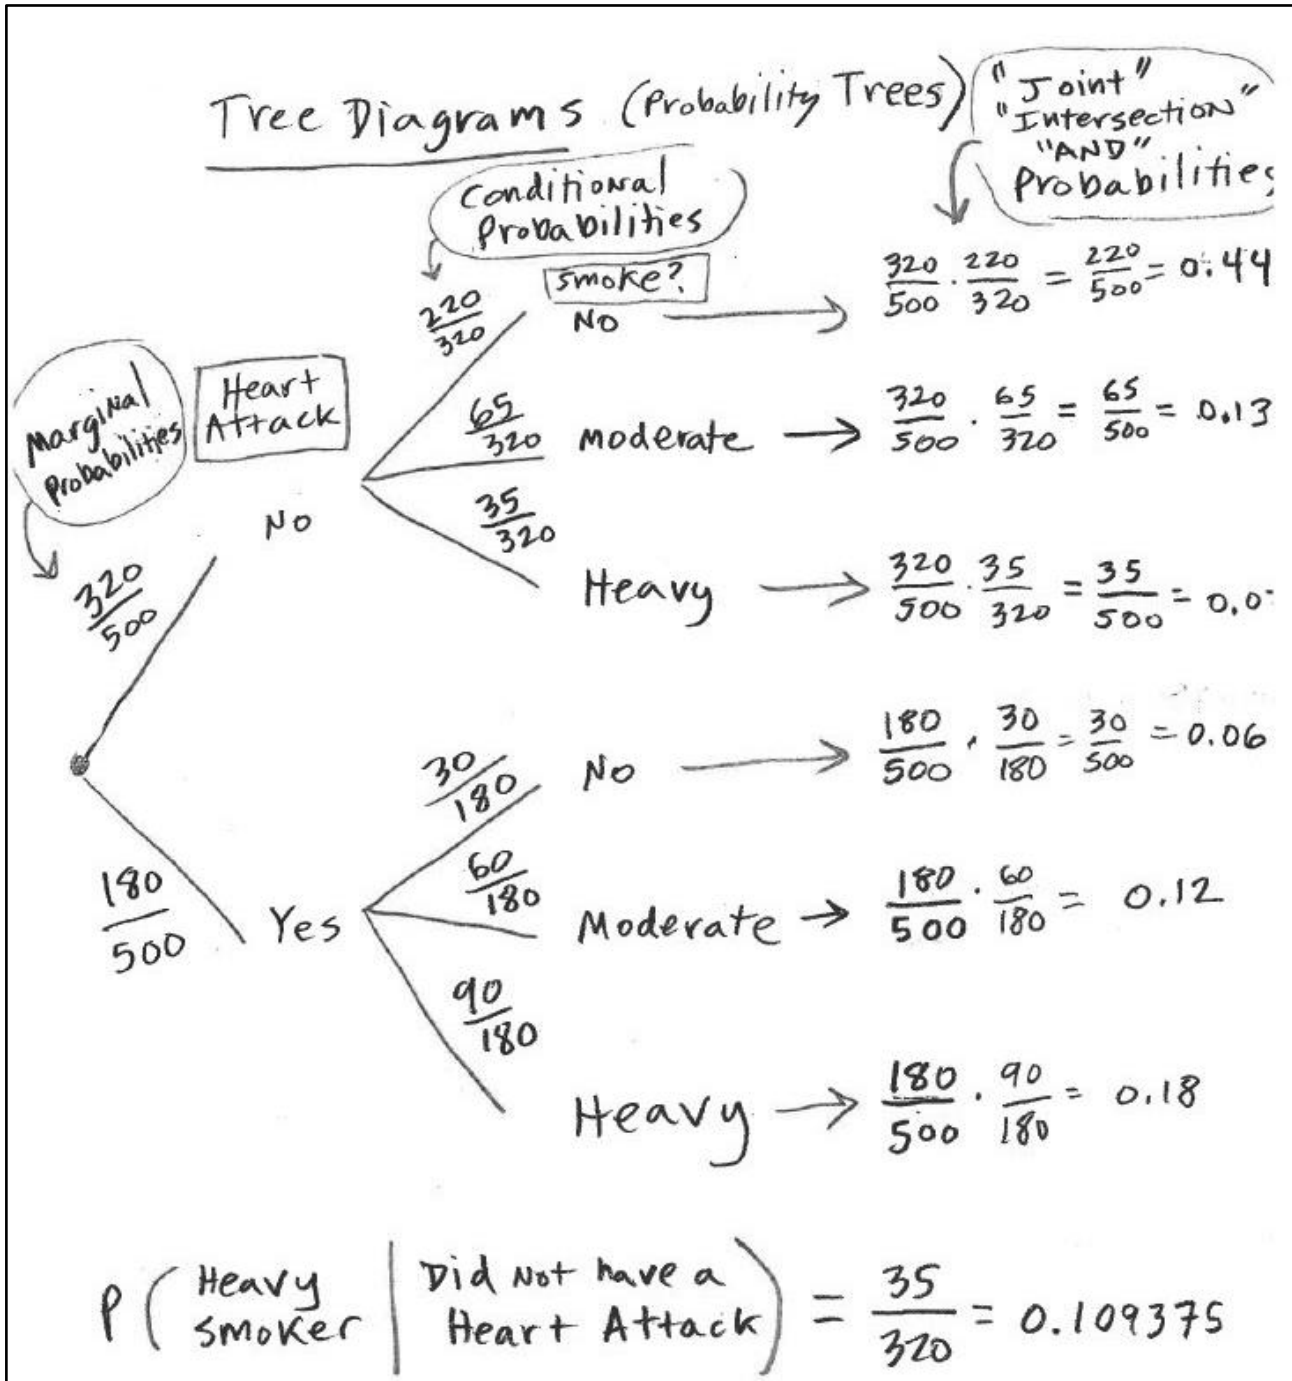 Tree Diagrams (Probability Trees)
"Joint"
"Intersection"
"AND"
Probabilities
Conditional
Probabilities
smoke?
220/320 No → 320/500 · 220/320 = 220/500 = 0.44
Marginal
Probabilities
Heart
Attack
65/320 Moderate → 320/500 · 65/320 = 65/500 = 0.13
No
35/320 Heavy → 320/500 · 35/320 = 35/500 = 0.0
320/500
30/180 No → 180/500 · 30/180 = 30/500 = 0.06
180/500 Yes
60/180 Moderate → 180/500 · 60/180 = 0.12
90/180 Heavy → 180/500 · 90/180 = 0.18
P ( Heavy smoker | Did Not have a Heart Attack ) = 35/320 = 0.109375